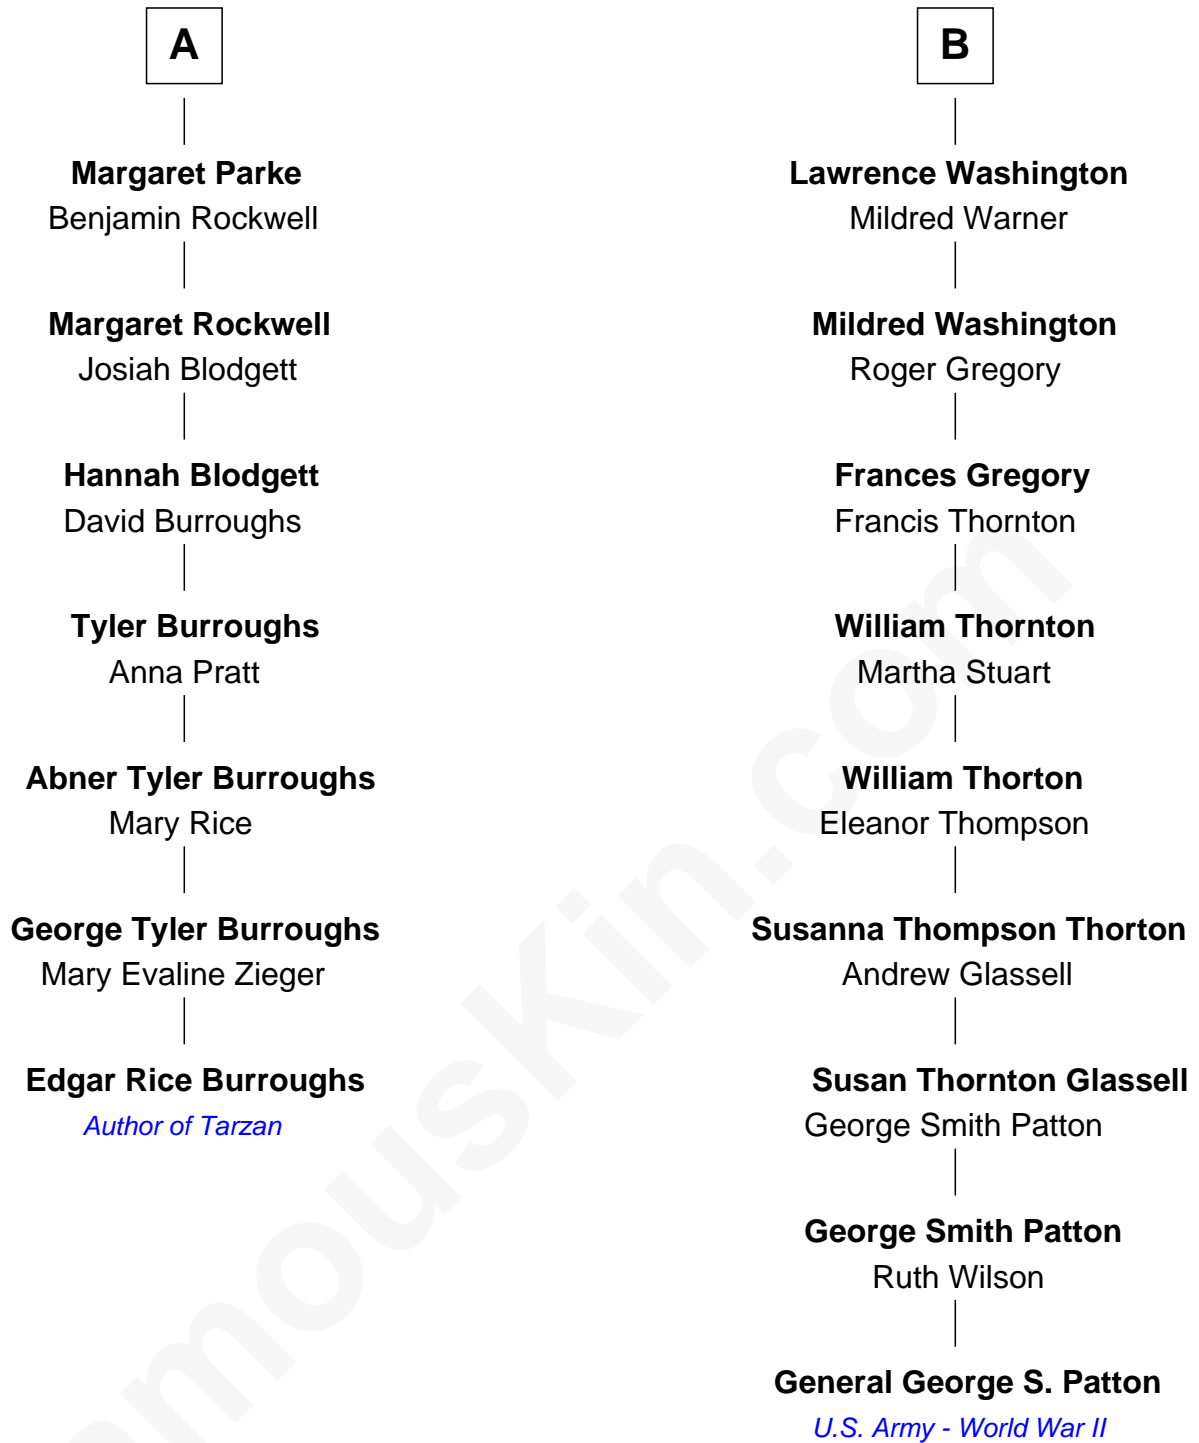 A
Margaret Parke
Benjamin Rockwell
Margaret Rockwell
Josiah Blodgett
Hannah Blodgett
David Burroughs
Tyler Burroughs
Anna Pratt
Abner Tyler Burroughs
Mary Rice
George Tyler Burroughs
Mary Evaline Zieger
Edgar Rice Burroughs
Author of Tarzan
B
Lawrence Washington
Mildred Warner
Mildred Washington
Roger Gregory
Frances Gregory
Francis Thornton
William Thornton
Martha Stuart
William Thorton
Eleanor Thompson
Susanna Thompson Thorton
Andrew Glassell
Susan Thornton Glassell
George Smith Patton
George Smith Patton
Ruth Wilson
General George S. Patton
U.S. Army - World War II
amousKin.com